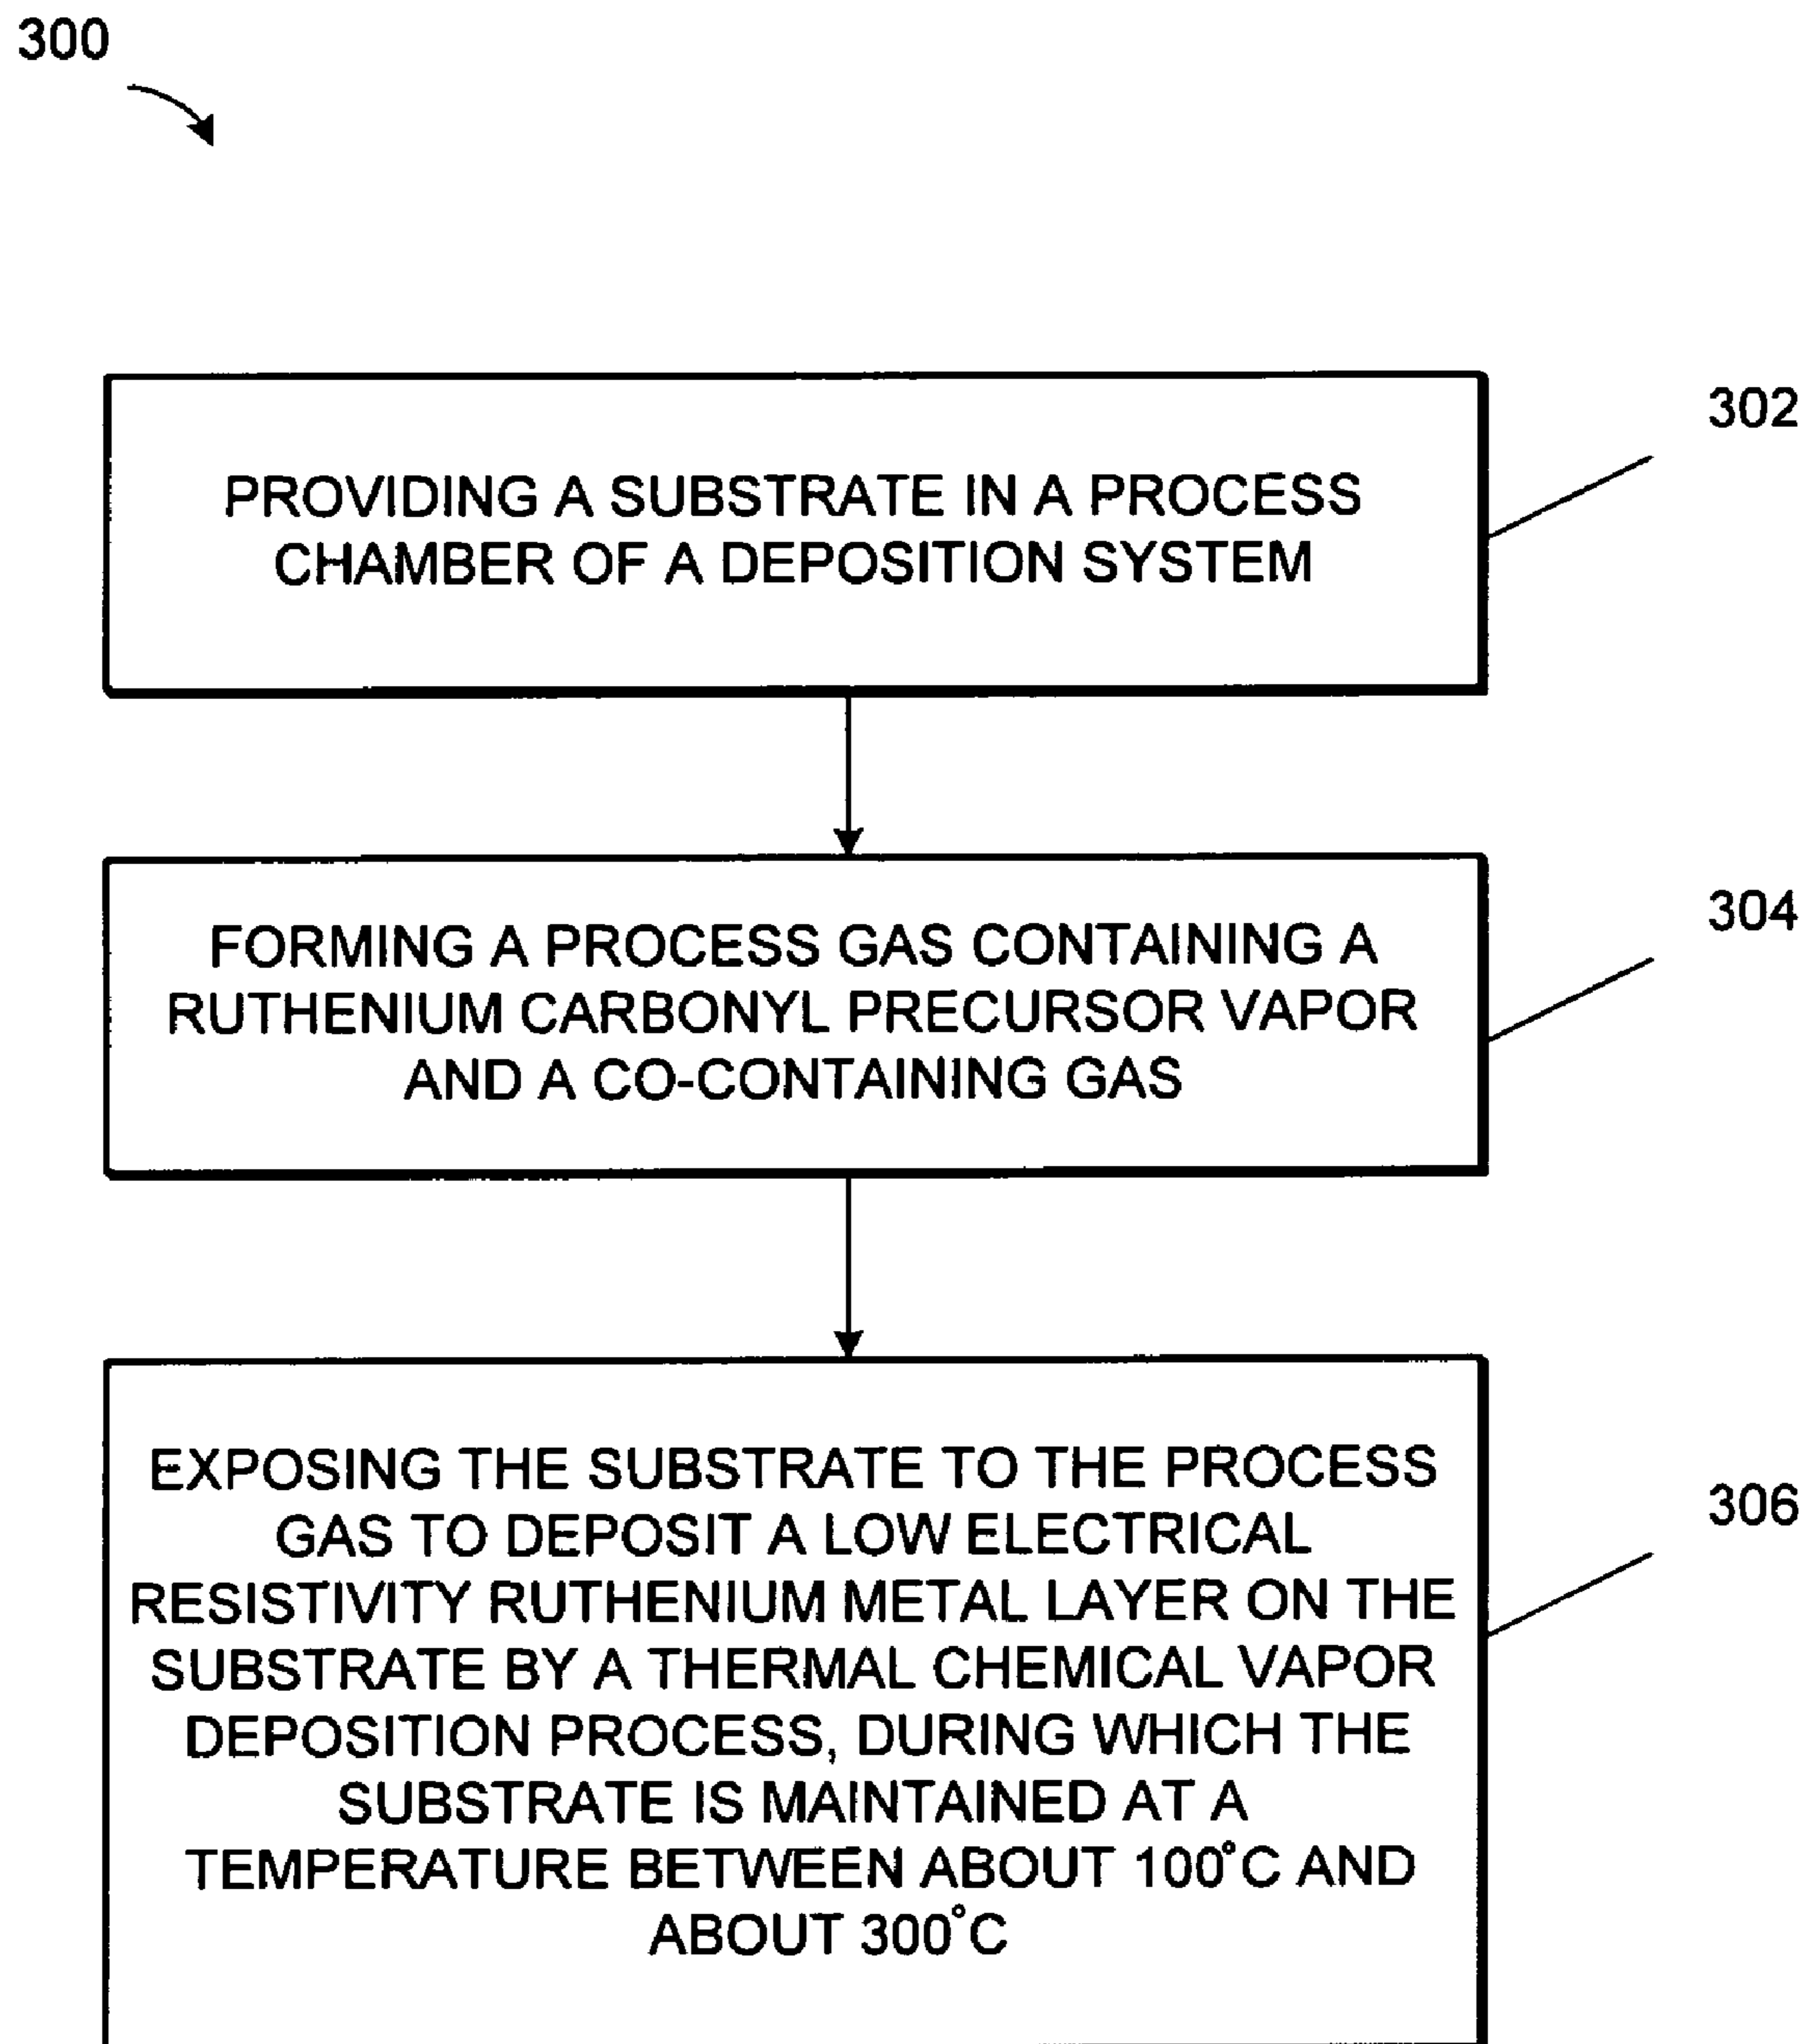 300
302
PROVIDING A SUBSTRATE IN A PROCESS
CHAMBER OF A DEPOSITION SYSTEM
304
FORMING A PROCESS GAS CONTAINING A
RUTHENIUM CARBONYL PRECURSOR VAPOR
AND A CO-CONTAINING GAS
306
EXPOSING THE SUBSTRATE TO THE PROCESS
GAS TO DEPOSIT A LOW ELECTRICAL
RESISTIVITY RUTHENIUM METAL LAYER ON THE
SUBSTRATE BY A THERMAL CHEMICAL VAPOR
DEPOSITION PROCESS, DURING WHICH THE
SUBSTRATE IS MAINTAINED AT A
TEMPERATURE BETWEEN ABOUT 100°C AND
ABOUT 300°C